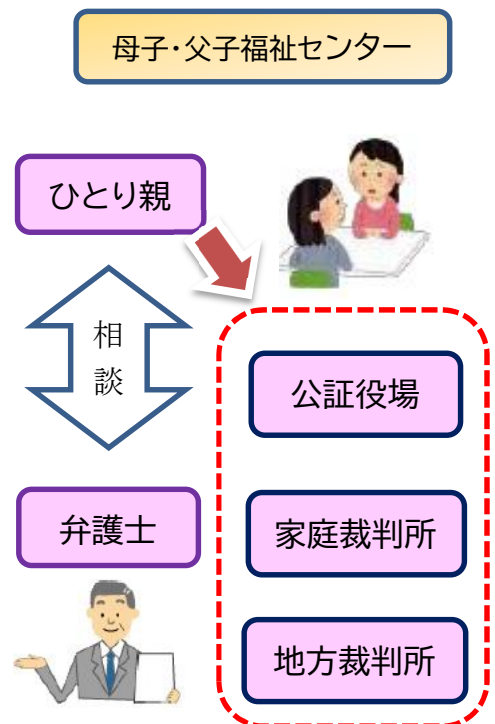 母子・父子福祉センター
ひとり親
相
談
弁護士
公証役場
家庭裁判所
地方裁判所